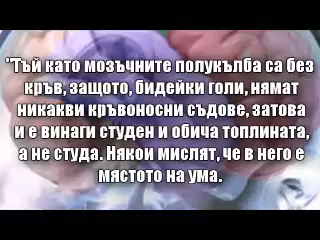 "Тъй като мозъчните полукълба са без
кръв, защото, бидейки голи, нямат
никакви кръвоносни съдове, затова
и е винаги студен и обича топлината,
а не студа. Някои мислят, че в него е
мястото на ума.